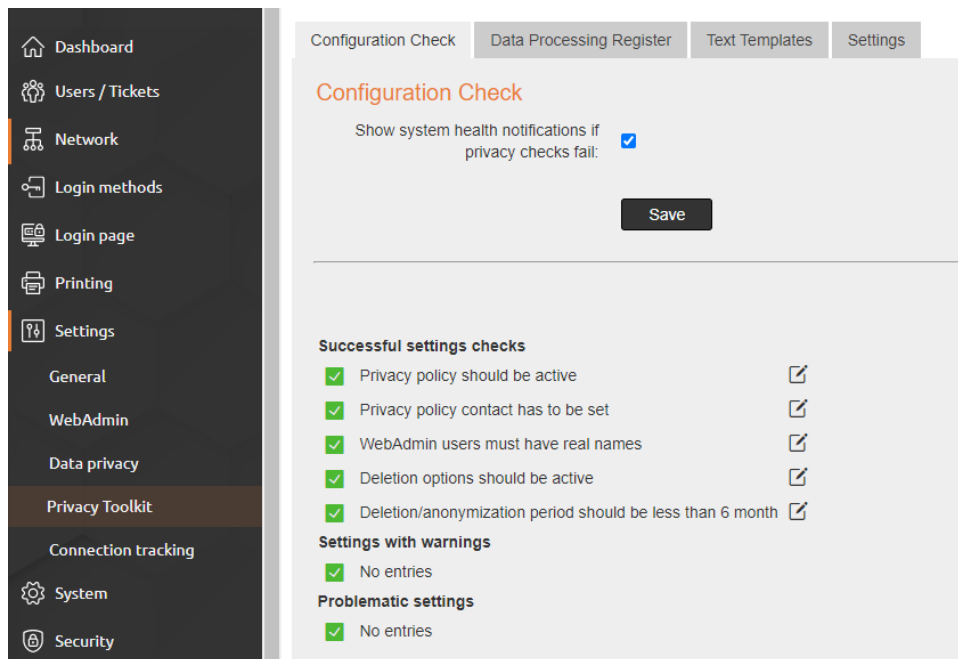 Dashboard
Users / Tickets
Network
Login methods
Login page
Printing
Settings
General
WebAdmin
Data privacy
Privacy Toolkit
Connection tracking
System
Security
Configuration Check
Data Processing Register
Text Templates
Settings
Configuration Check
Show system health notifications if
privacy checks fail:
Save
Successful settings checks
Privacy policy should be active
Privacy policy contact has to be set
WebAdmin users must have real names
Deletion options should be active
Deletion/anonymization period should be less than 6 month
Settings with warnings
No entries
Problematic settings
No entries